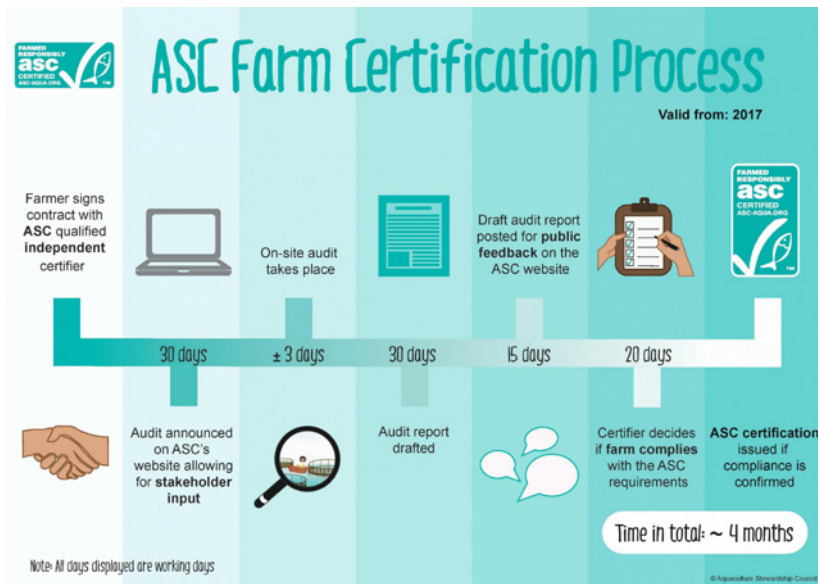 FARMED
RESPONSIBLY
asc
CERTIFIED
ASC-AQUA.ORG
TM
ASC Farm Certification Process
Valid from: 2017
Farmer signs
contract with
ASC qualified
independent
certifier
On-site audit
takes place
Draft audit report
posted for public
feedback on the
ASC website
FARMED
RESPONSIBLY
asc
CERTIFIED
ASC-AQUA.ORG
TM
30 days
± 3 days
30 days
15 days
20 days
Audit announced
on ASC's
website allowing
for stakeholder
input
Audit report
drafted
Certifier decides
if farm complies
with the ASC
requirements
ASC certification
issued if
compliance is
confirmed
Time in total: ~ 4 months
Note: All days displayed are working days
© Aquaculture Stewardship Council